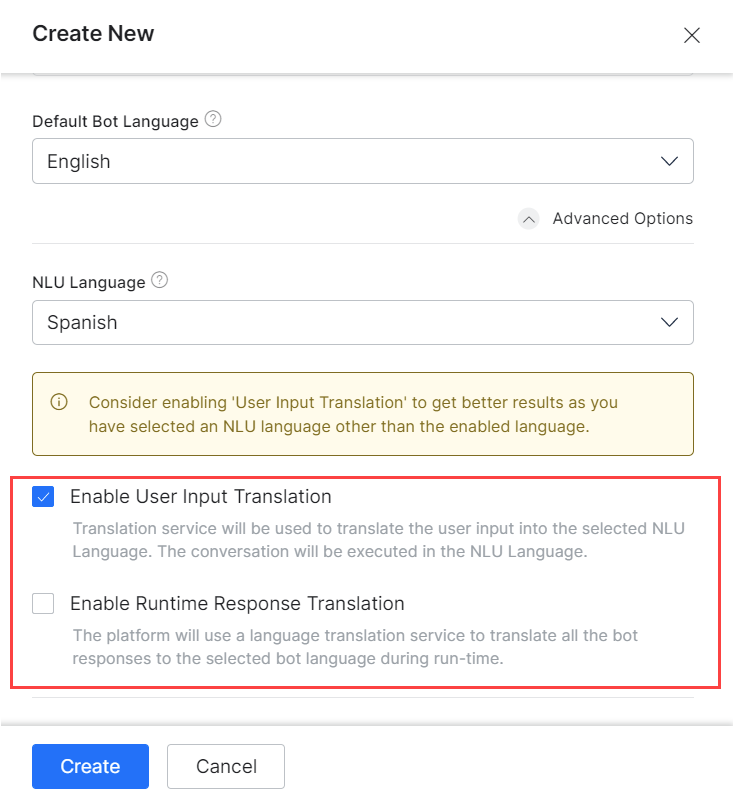 Create New
Default Bot Language
English
Advanced Options
NLU Language
Spanish
Consider enabling 'User Input Translation' to get better results as you
have selected an NLU language other than the enabled language.
Enable User Input Translation
Translation service will be used to translate the user input into the selected NLU
Language. The conversation will be executed in the NLU Language.
Enable Runtime Response Translation
The platform will use a language translation service to translate all the bot
responses to the selected bot language during run-time.
Create Cancel